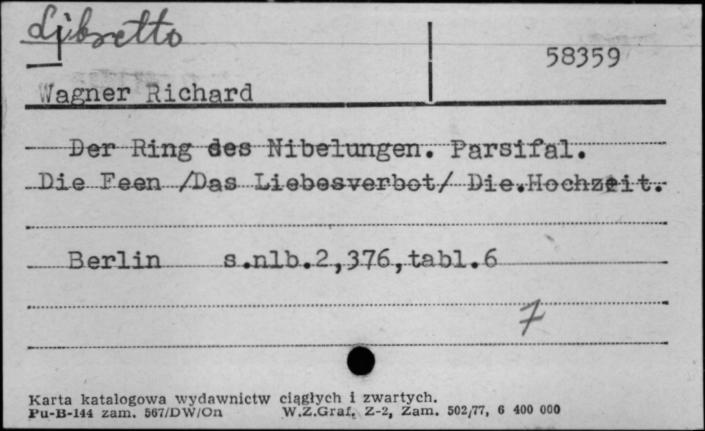 Libretto
58359
Wagner Richard
Der Ring des Nibelungen. Parsifal.
Die Feen /Das Liebesverbot/ Die.Hochzeit.
Berlin s.nlb.2,376,tabl.6
7
Karta katalogowa wydawnictw ciągłych i zwartych.
Pu-B-144 zam. 567/DW/On W.Z.Graf. Z-2, Zam. 502/77, 6 400 000